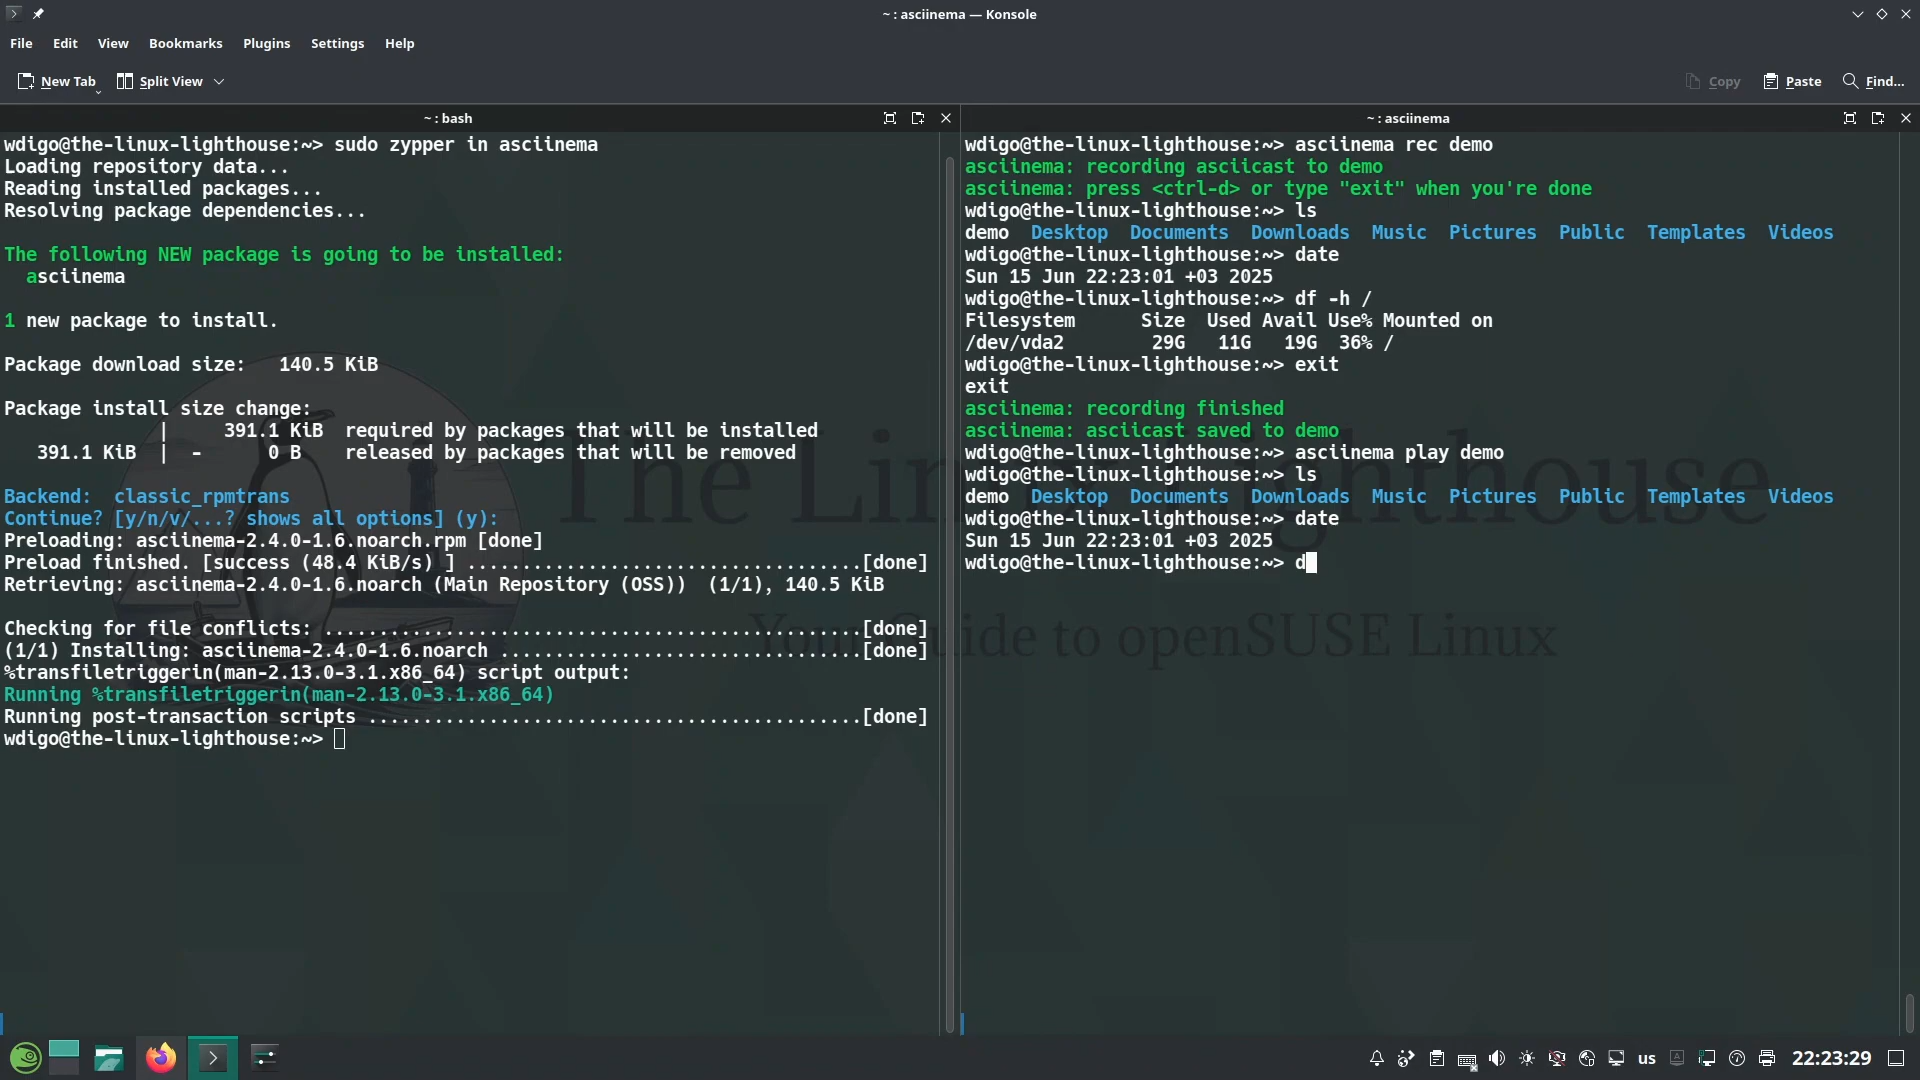 ~ : asciinema — Konsole
File Edit View Bookmarks Plugins Settings Help
New Tab Split View Copy Paste Find...
~ : bash
wdigo@the-linux-lighthouse:~> sudo zypper in asciinema
Loading repository data...
Reading installed packages...
Resolving package dependencies...
The following NEW package is going to be installed:
asciinema
1 new package to install.
Package download size:   140.5 KiB
Package install size change:
|     391.1 KiB  required by packages that will be installed
391.1 KiB  |  -      0 B    released by packages that will be removed
Backend:  classic_rpmtrans
Continue? [y/n/v/...? shows all options] (y):
Preloading: asciinema-2.4.0-1.6.noarch.rpm [done]
Preload finished. [success (48.4 KiB/s) ] ....................................[done]
Retrieving: asciinema-2.4.0-1.6.noarch (Main Repository (OSS))  (1/1), 140.5 KiB
Checking for file conflicts: .................................................[done]
(1/1) Installing: asciinema-2.4.0-1.6.noarch .................................[done]
%transfiletriggerin(man-2.13.0-3.1.x86_64) script output:
Running %transfiletriggerin(man-2.13.0-3.1.x86_64)
Running post-transaction scripts .............................................[done]
wdigo@the-linux-lighthouse:~>
~ : asciinema
wdigo@the-linux-lighthouse:~> asciinema rec demo
asciinema: recording asciicast to demo
asciinema: press <ctrl-d> or type "exit" when you're done
wdigo@the-linux-lighthouse:~> ls
demo  Desktop  Documents  Downloads  Music  Pictures  Public  Templates  Videos
wdigo@the-linux-lighthouse:~> date
Sun 15 Jun 22:23:01 +03 2025
wdigo@the-linux-lighthouse:~> df -h /
Filesystem      Size  Used Avail Use% Mounted on
/dev/vda2        29G   11G   19G  36% /
wdigo@the-linux-lighthouse:~> exit
exit
asciinema: recording finished
asciinema: asciicast saved to demo
wdigo@the-linux-lighthouse:~> asciinema play demo
wdigo@the-linux-lighthouse:~> ls
demo  Desktop  Documents  Downloads  Music  Pictures  Public  Templates  Videos
wdigo@the-linux-lighthouse:~> date
Sun 15 Jun 22:23:01 +03 2025
wdigo@the-linux-lighthouse:~> d
The Linux Lighthouse
Your Guide to openSUSE Linux
us
22:23:29